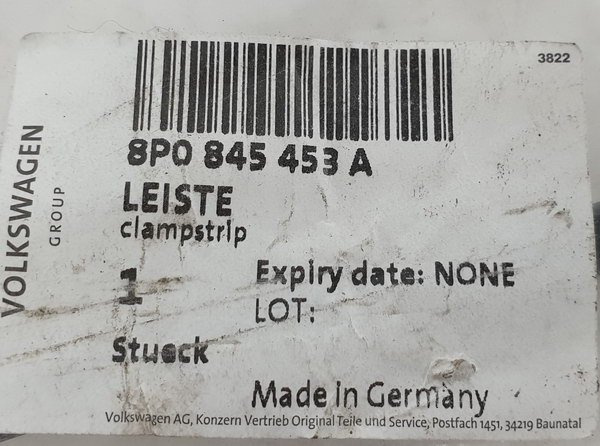 3822
VOLKSWAGEN
GROUP
8P0 845 453 A
LEISTE
clampstrip
1
Expiry date: NONE
LOT:
Stueck
Made in Germany
Volkswagen AG, Konzern Vertrieb Original Teile und Service, Postfach 1451, 34219 Baunatal